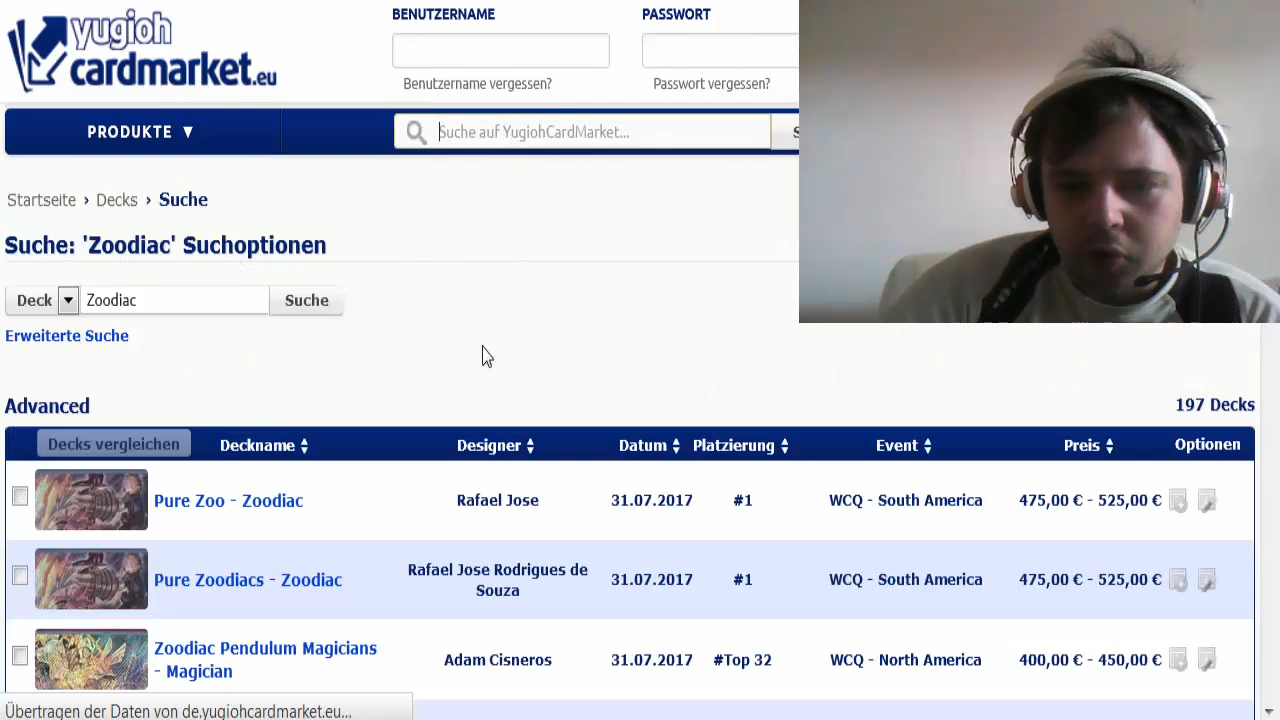 yugioh
cardmarket.eu
BENUTZERNAME
PASSWORT
Benutzername vergessen?
Passwort vergessen?
PRODUKTE ▼
Suche auf YugiohCardMarket...
S
Startseite › Decks › Suche
Suche: 'Zoodiac' Suchoptionen
Deck
Zoodiac
Suche
Erweiterte Suche
Advanced
197 Decks
Decks vergleichen Deckname Designer Datum Platzierung Event Preis Optionen
Pure Zoo - Zoodiac Rafael Jose 31.07.2017 #1 WCQ - South America 475,00 € - 525,00 €
Pure Zoodiacs - Zoodiac Rafael Jose Rodrigues de 31.07.2017 #1 WCQ - South America 475,00 € - 525,00 €
Souza
Zoodiac Pendulum Magicians Adam Cisneros 31.07.2017 #Top 32 WCQ - North America 400,00 € - 450,00 €
- Magician
Übertragen der Daten von de.yugiohcardmarket.eu...